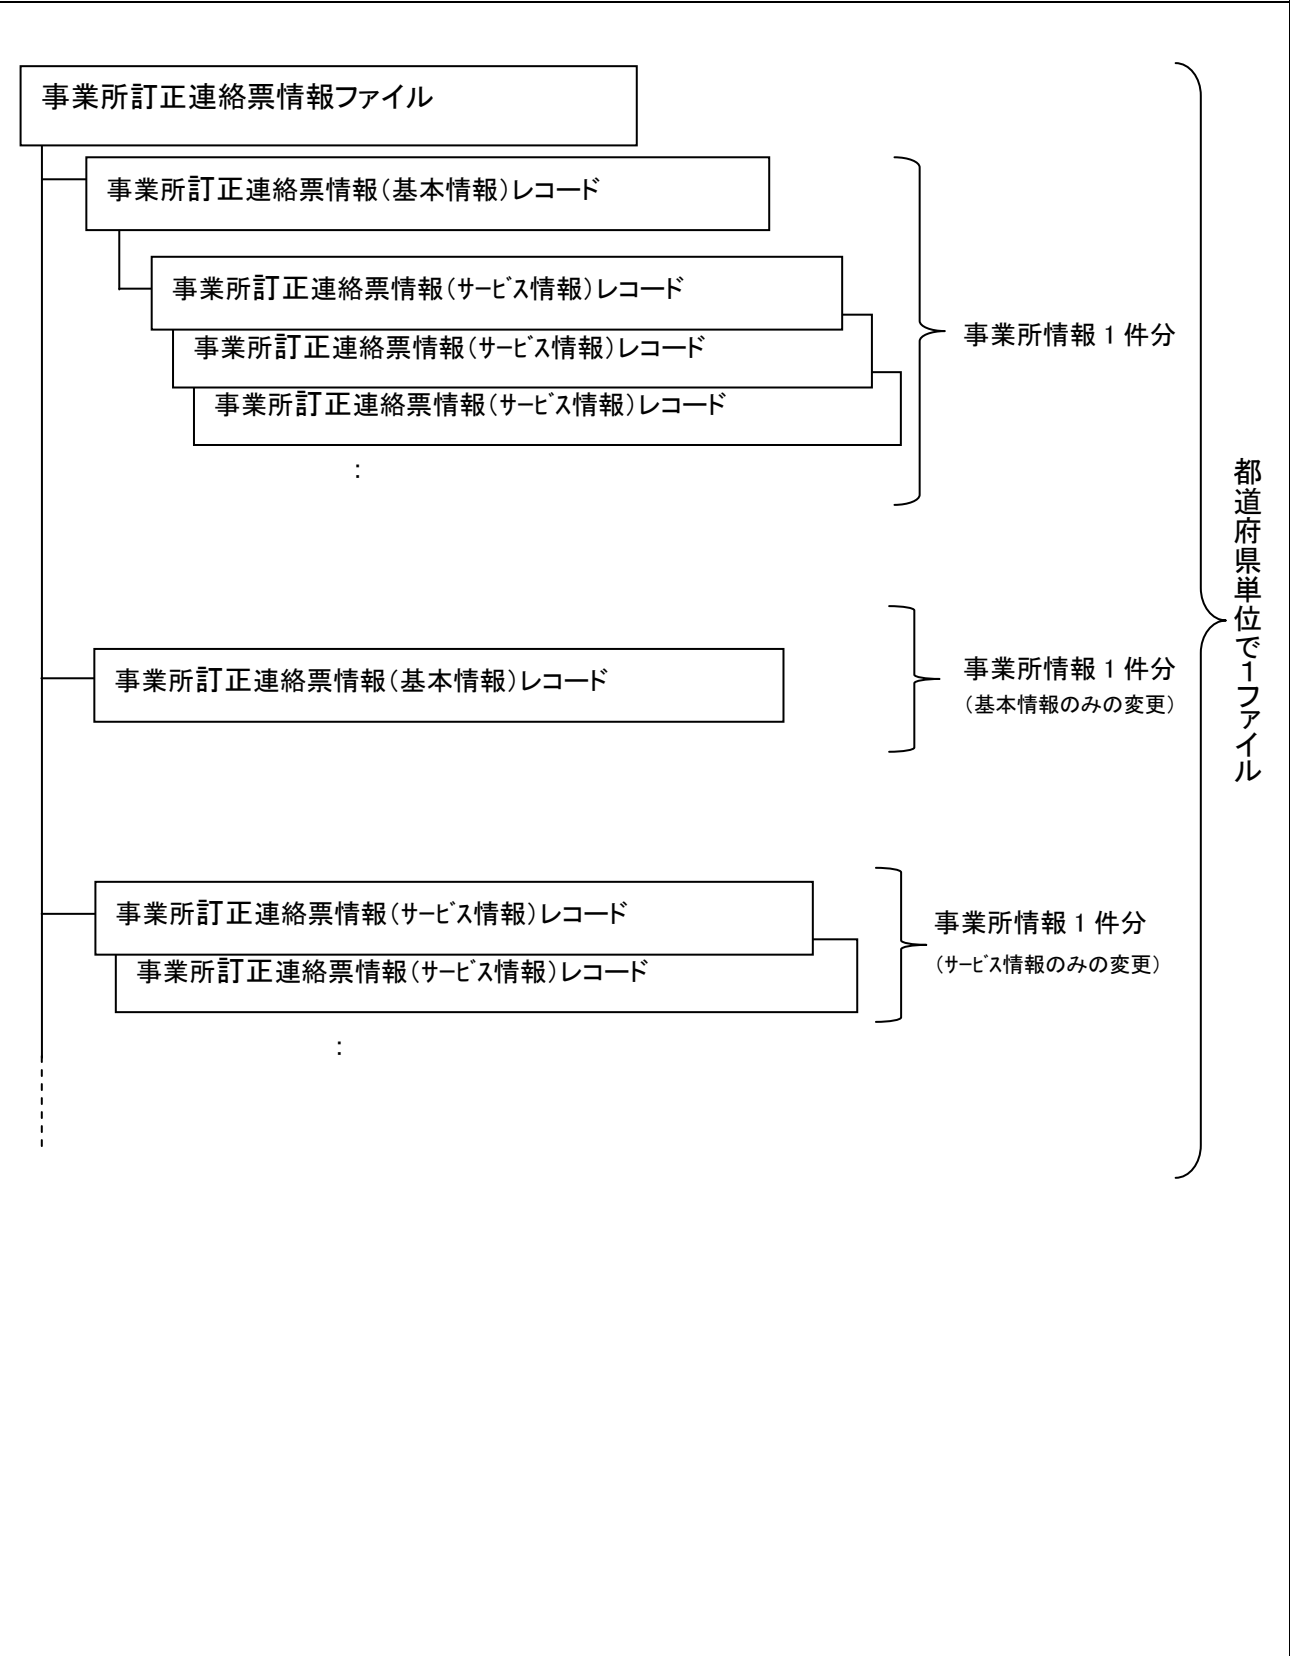 事業所訂正連絡票情報ファイル
事業所訂正連絡票情報（基本情報）レコード
事業所訂正連絡票情報（ｻｰﾋﾞｽ情報）レコード
事業所訂正連絡票情報（ｻｰﾋﾞｽ情報）レコード
事業所訂正連絡票情報（ｻｰﾋﾞｽ情報）レコード
：
事業所情報１件分
事業所訂正連絡票情報（基本情報）レコード
事業所情報１件分
（基本情報のみの変更）
事業所訂正連絡票情報（ｻｰﾋﾞｽ情報）レコード
事業所訂正連絡票情報（ｻｰﾋﾞｽ情報）レコード
：
事業所情報１件分
（ｻｰﾋﾞｽ情報のみの変更）
都道府県単位で１ファイル